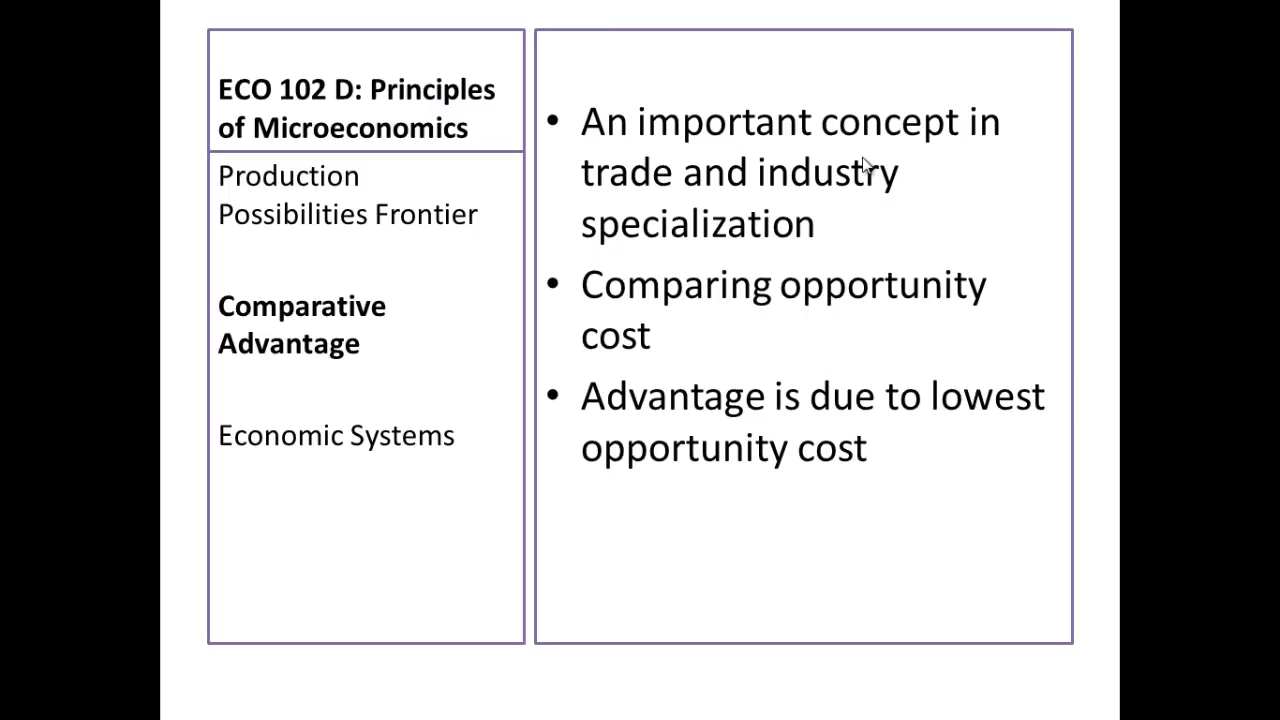 ECO 102 D: Principles
of Microeconomics
Production
Possibilities Frontier
Comparative
Advantage
Economic Systems
• An important concept in
trade and industry
specialization
• Comparing opportunity
cost
• Advantage is due to lowest
opportunity cost